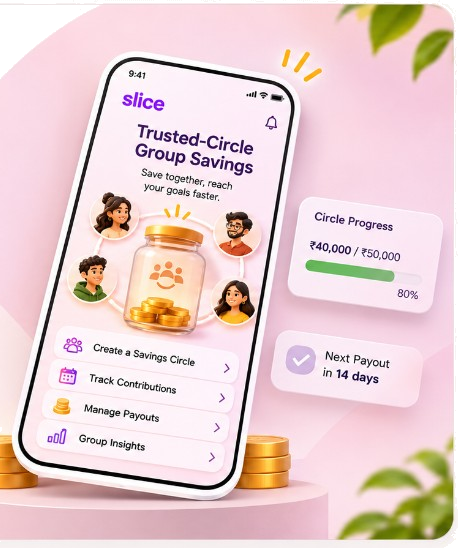 9:41
slice
Trusted-Circle
Group Savings
Save together, reach
your goals faster.
Create a Savings Circle
Track Contributions
Manage Payouts
Group Insights
Circle Progress
₹40,000 / ₹50,000
80%
Next Payout
in 14 days